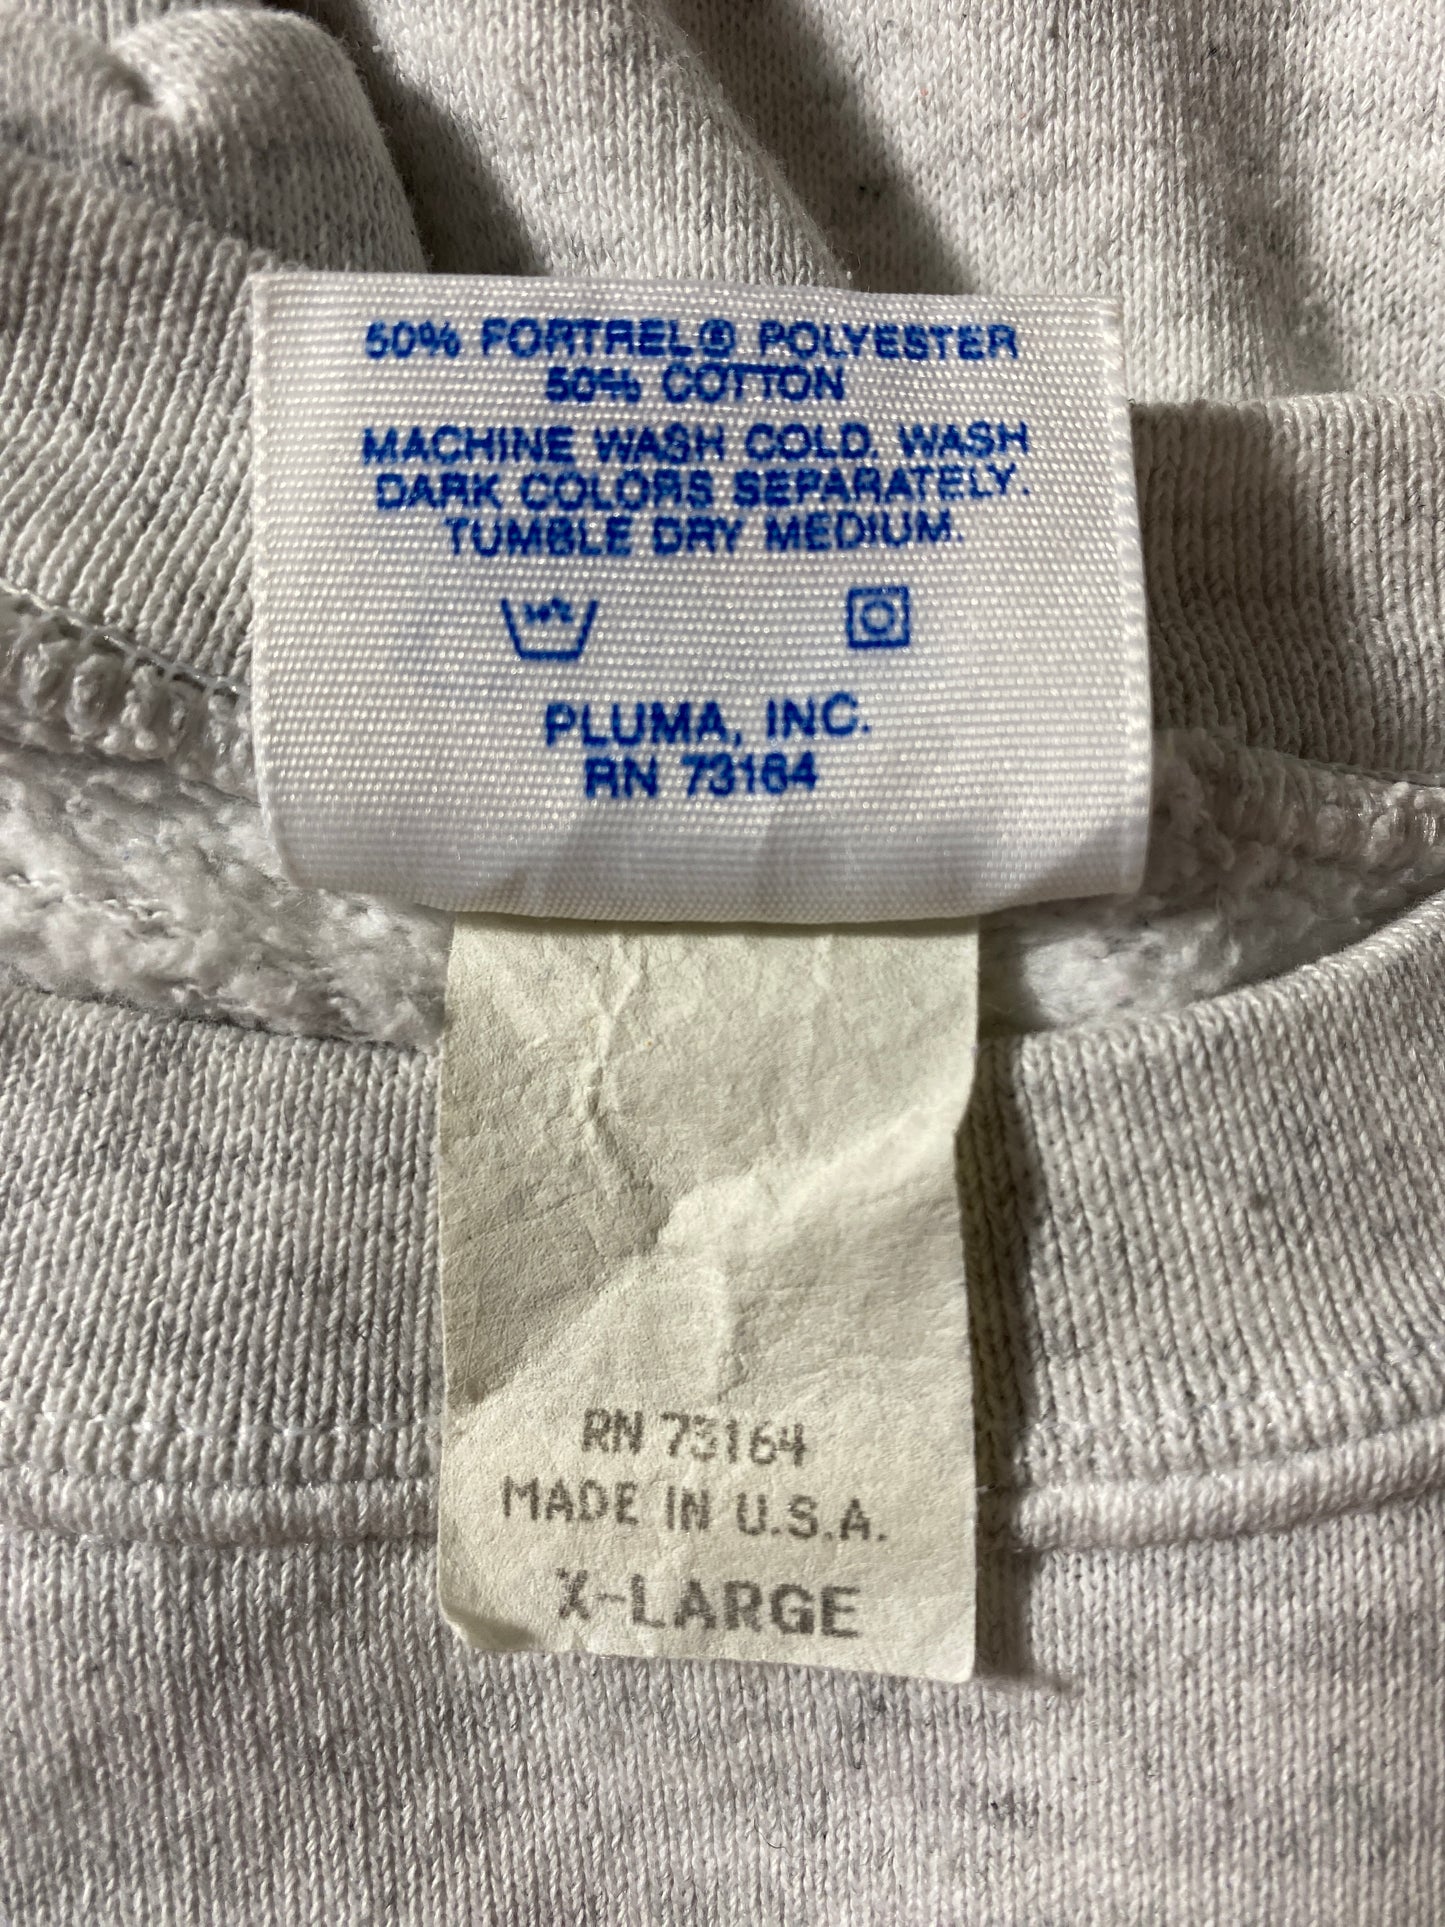 50% FORTREL® POLYESTER
50% COTTON
MACHINE WASH COLD. WASH
DARK COLORS SEPARATELY.
TUMBLE DRY MEDIUM.
PLUMA, INC.
RN 73164
RN 73164
MADE IN U.S.A.
X-LARGE